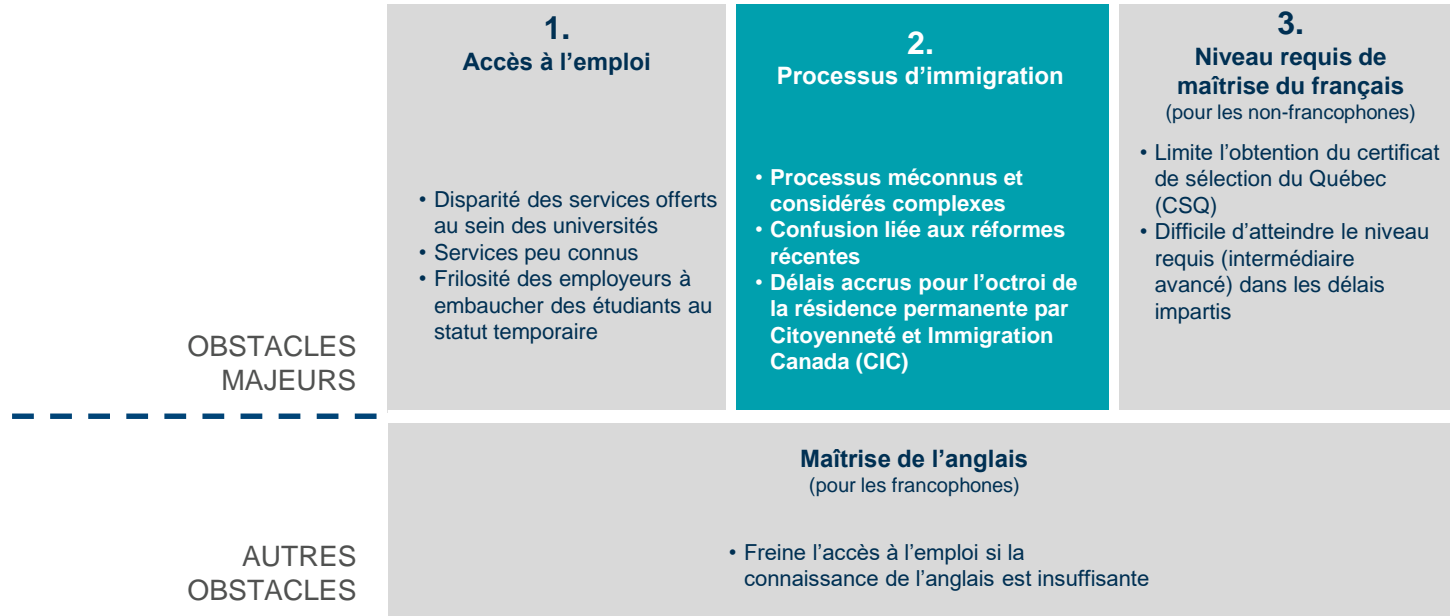 1.
Accès à l'emploi
• Disparité des services offerts
au sein des universités
• Services peu connus
• Frilosité des employeurs à
embaucher des étudiants au
statut temporaire
2.
Processus d'immigration
• Processus méconnus et
considérés complexes
• Confusion liée aux réformes
récentes
• Délais accrus pour l'octroi de
la résidence permanente par
Citoyenneté et Immigration
Canada (CIC)
3.
Niveau requis de
maîtrise du français
(pour les non-francophones)
• Limite l'obtention du certificat
de sélection du Québec
(CSQ)
• Difficile d'atteindre le niveau
requis (intermédiaire
avancé) dans les délais
impartis
OBSTACLES
MAJEURS
Maîtrise de l'anglais
(pour les francophones)
• Freine l'accès à l'emploi si la
connaissance de l'anglais est insuffisante
AUTRES
OBSTACLES